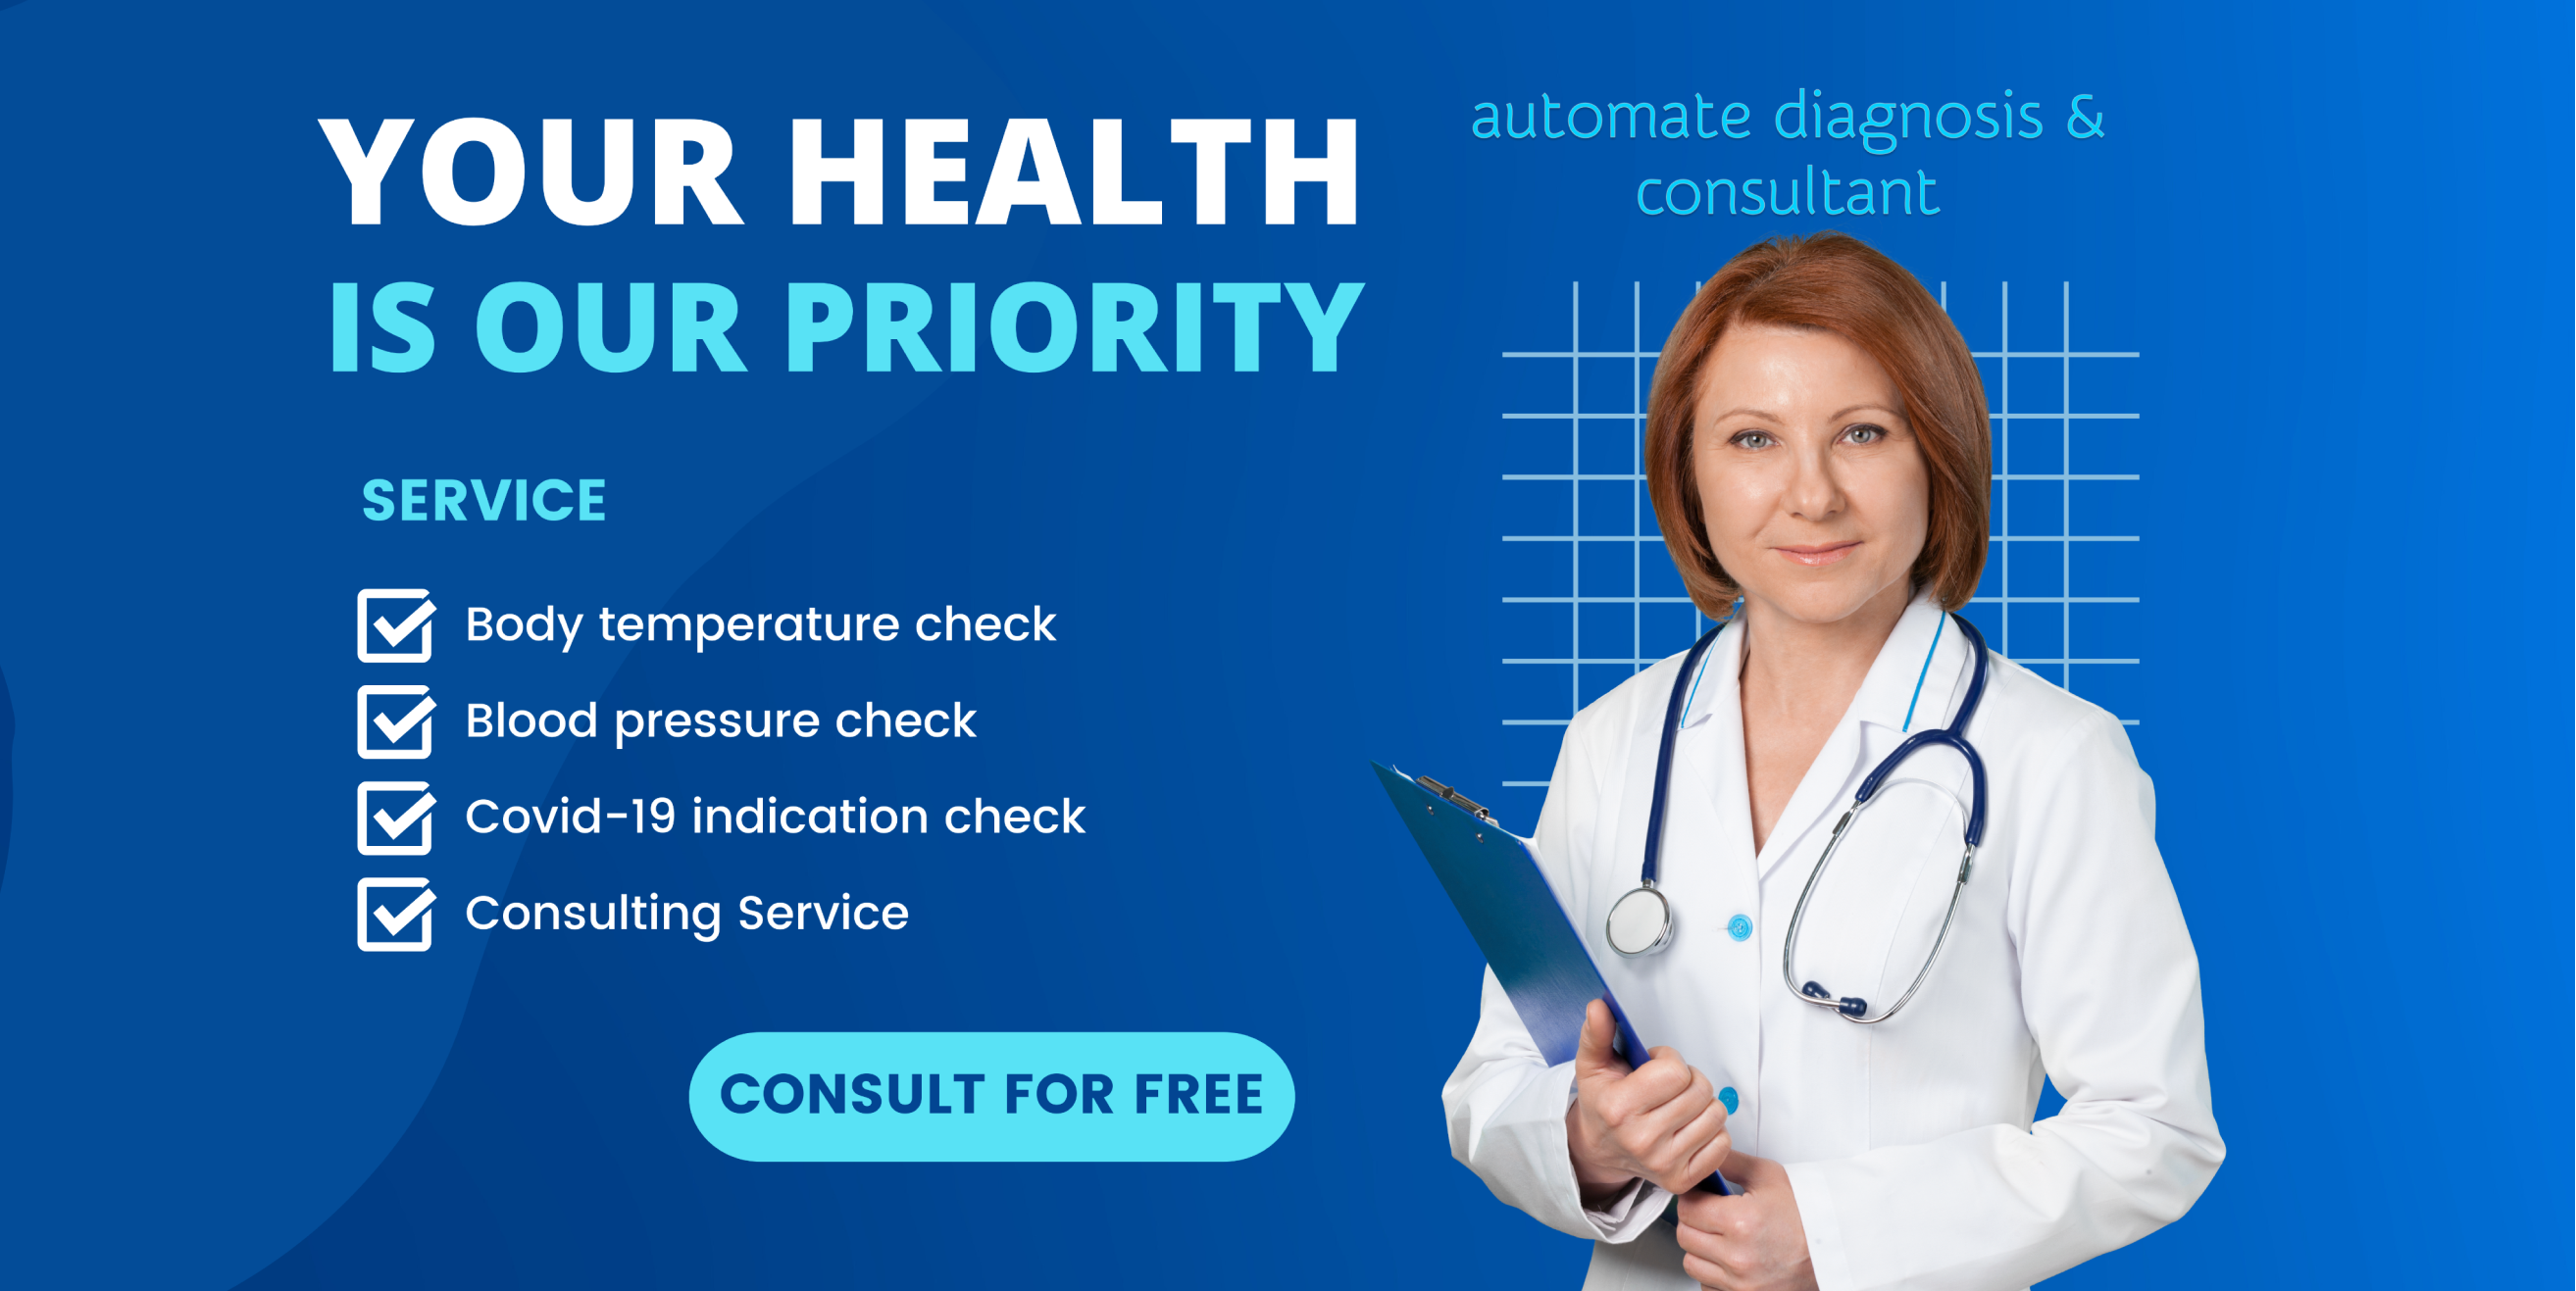 YOUR HEALTH
IS OUR PRIORITY
automate diagnosis &
consultant
SERVICE
Body temperature check
Blood pressure check
Covid-19 indication check
Consulting Service
CONSULT FOR FREE